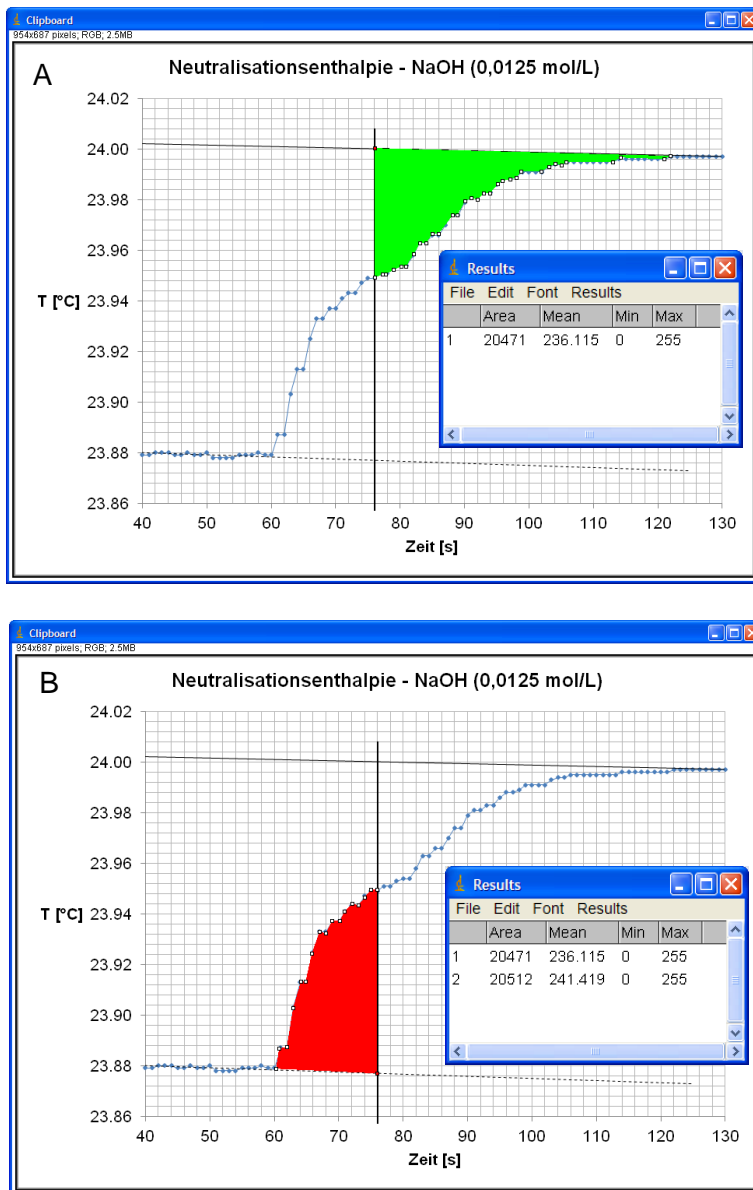 Clipboard
954x687 pixels; RGB; 2.5MB
A
Neutralisationsenthalpie - NaOH (0,0125 mol/L)
24.02
24.00
23.98
23.96
T [°C] 23.94
23.92
23.90
23.88
23.86
40 50 60 70 80 90 100 110 120 130
Zeit [s]
Results
File Edit Font Results
Area Mean Min Max
1 20471 236.115 0 255
Clipboard
954x687 pixels; RGB; 2.5MB
B
Neutralisationsenthalpie - NaOH (0,0125 mol/L)
24.02
24.00
23.98
23.96
T [°C] 23.94
23.92
23.90
23.88
23.86
40 50 60 70 80 90 100 110 120 130
Zeit [s]
Results
File Edit Font Results
Area Mean Min Max
1 20471 236.115 0 255
2 20512 241.419 0 255